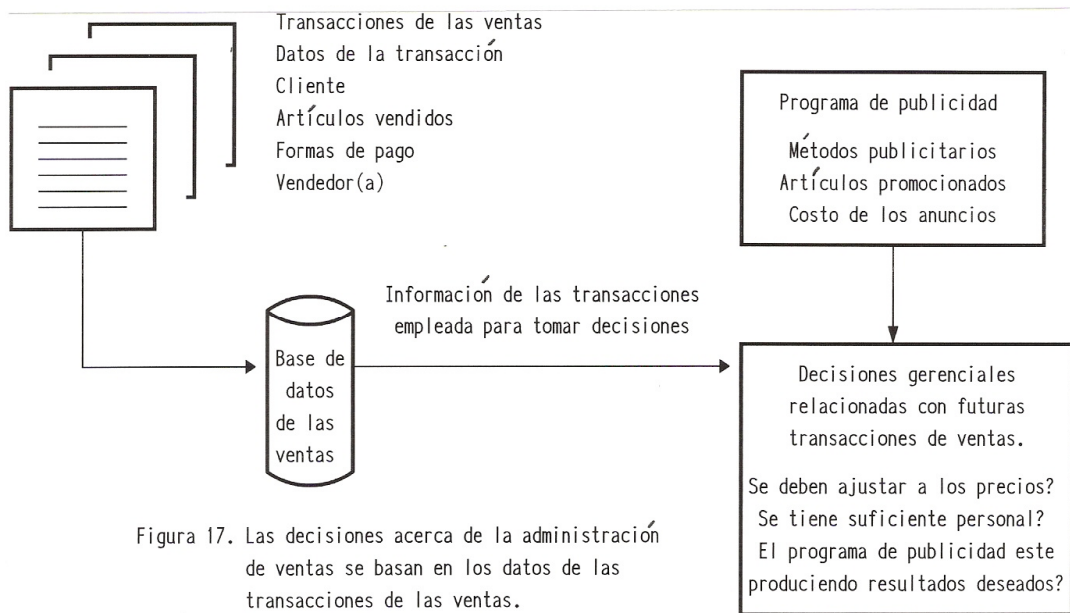 Transacciones de las ventas
Datos de la transacción
Cliente
Artículos vendidos
Formas de pago
Vendedor(a)
Programa de publicidad
Métodos publicitarios
Artículos promocionados
Costo de los anuncios
Información de las transacciones
empleada para tomar decisiones
Base de
datos
de las
ventas
Decisiones gerenciales
relacionadas con futuras
transacciones de ventas.
Se deben ajustar a los precios?
Se tiene suficiente personal?
El programa de publicidad este
produciendo resultados deseados?
Figura 17. Las decisiones acerca de la administración
de ventas se basan en los datos de las
transacciones de las ventas.